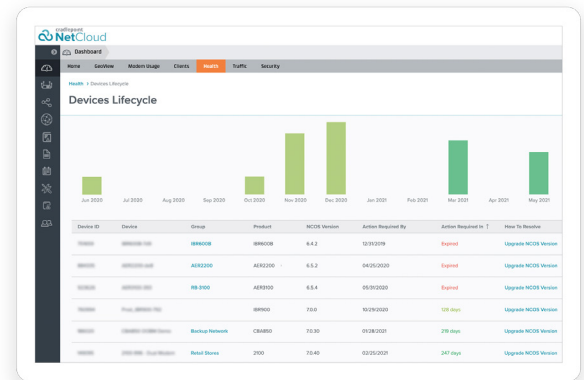 cradlepoint
NetCloud
Dashboard
Home GeoView Modem Usage Clients Health Traffic Security
Health > Devices Lifecycle
Devices Lifecycle
Jun 2020 Jul 2020 Aug 2020 Sep 2020 Oct 2020 Nov 2020 Dec 2020 Jan 2021 Feb 2021 Mar 2021 Apr 2021 May 2021
Device ID Device Group Product NCOS Version Action Required By Action Required In ↑ How To Resolve
IBR600B IBR600B 6.4.2 12/31/2019 Expired Upgrade NCOS Version
AER2200 AER2200 6.5.2 04/25/2020 Expired Upgrade NCOS Version
RB 3100 AER3100 6.5.4 05/31/2020 Expired Upgrade NCOS Version
IBR900 7.0.0 10/29/2020 128 days Upgrade NCOS Version
Backup Network CBA850 7.0.30 01/28/2021 219 days Upgrade NCOS Version
Retail Stores 2100 7.0.40 02/25/2021 247 days Upgrade NCOS Version